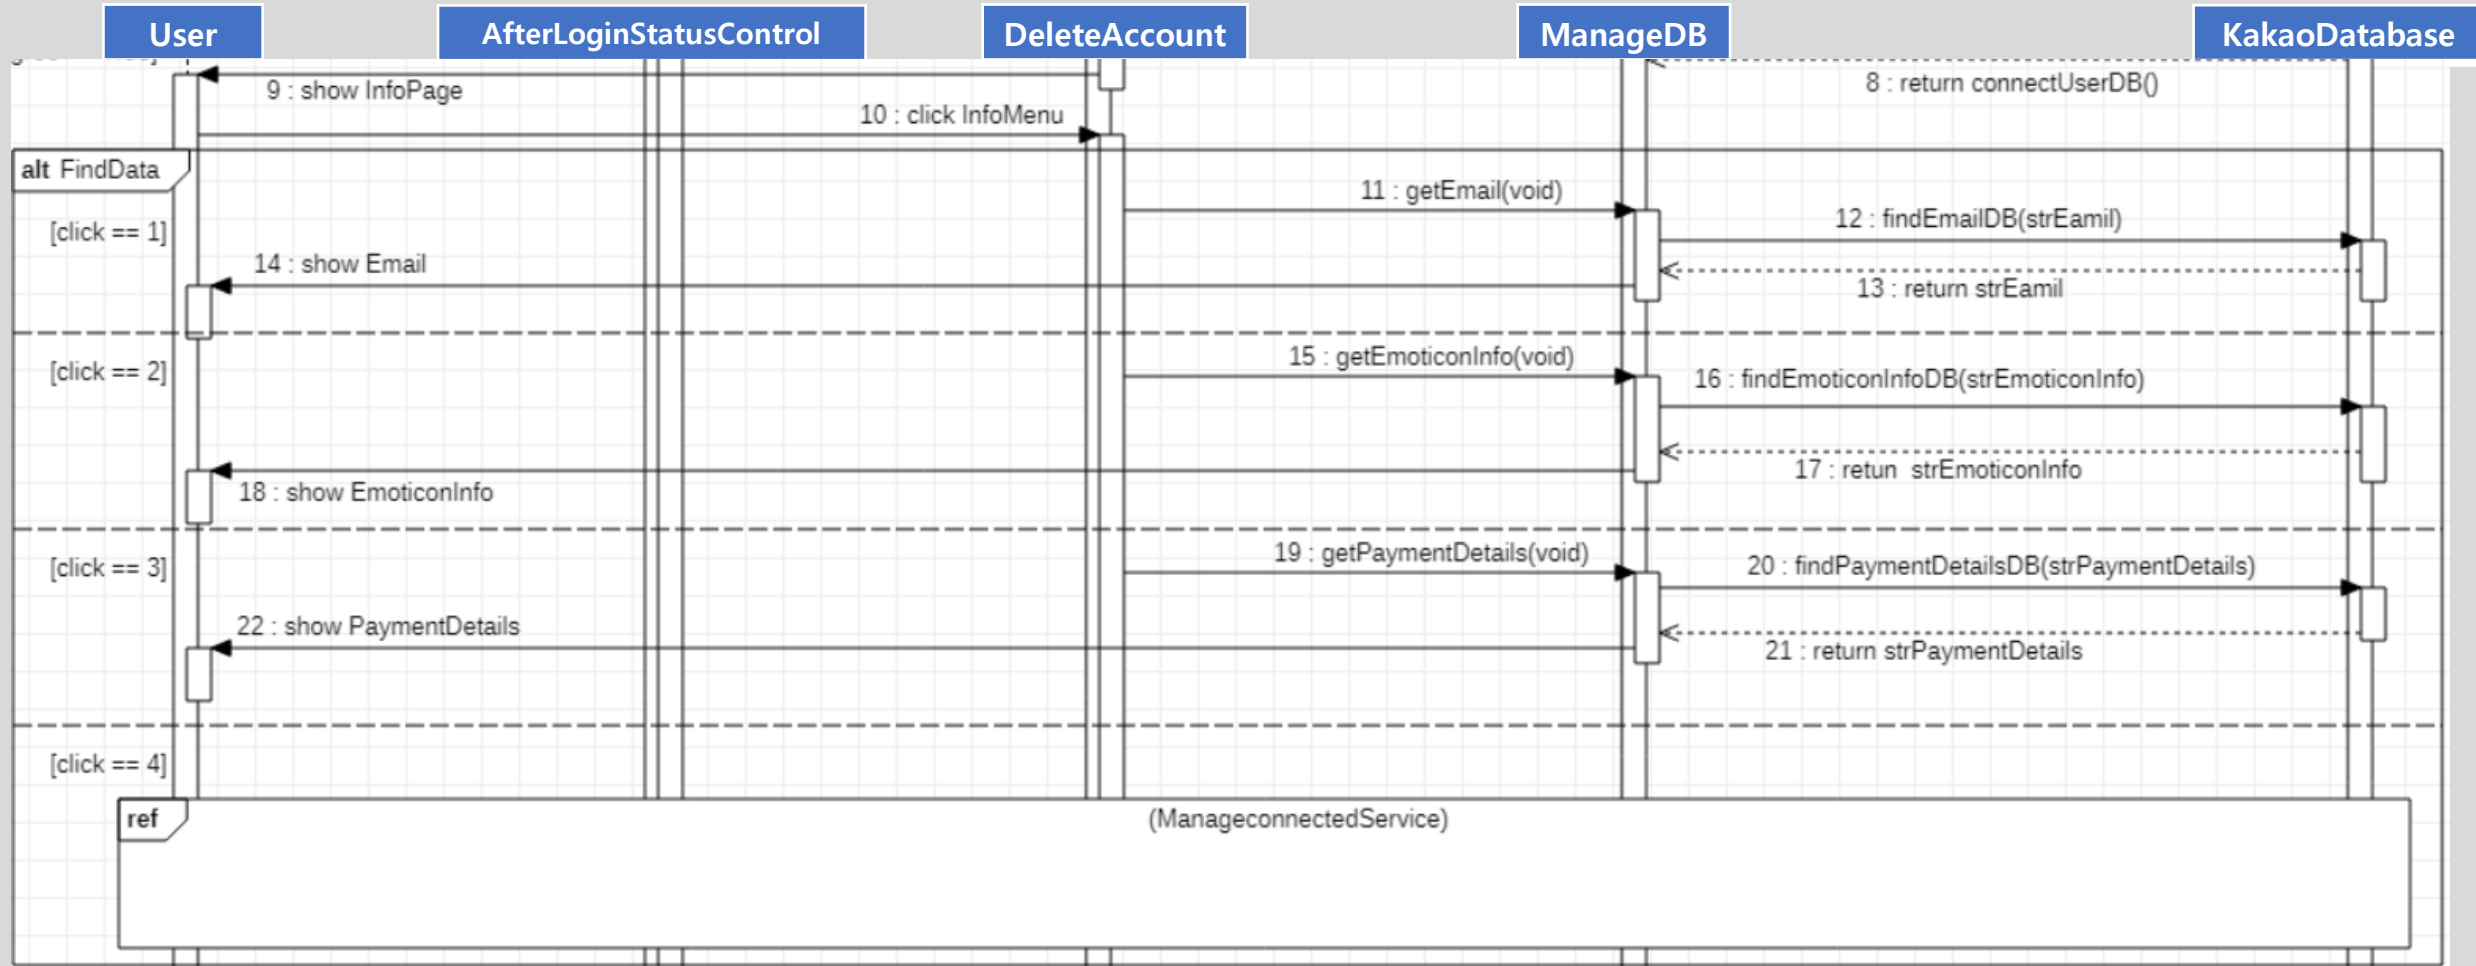 User
AfterLoginStatusControl
DeleteAccount
ManageDB
KakaoDatabase
9 : show InfoPage
8 : return connectUserDB()
10 : click InfoMenu
alt FindData
11 : getEmail(void)
[click == 1]
12 : findEmailDB(strEamil)
14 : show Email
13 : return strEamil
15 : getEmoticonInfo(void)
[click == 2]
16 : findEmoticonInfoDB(strEmoticonInfo)
17 : retun strEmoticonInfo
18 : show EmoticonInfo
19 : getPaymentDetails(void)
[click == 3]
20 : findPaymentDetailsDB(strPaymentDetails)
22 : show PaymentDetails
21 : return strPaymentDetails
[click == 4]
ref
(ManageconnectedService)